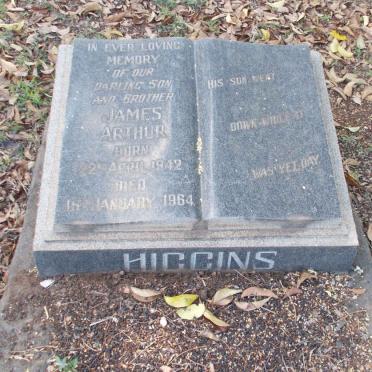 IN EVER LOVING
MEMORY
OF OUR
DARLING SON
AND BROTHER
JAMES
ARTHUR
BORN
22ND APRIL 1942
DIED
18TH JANUARY 1964
HIS SUN WENT
DOWN WHILE IT
WAS YET DAY
HIGGINS